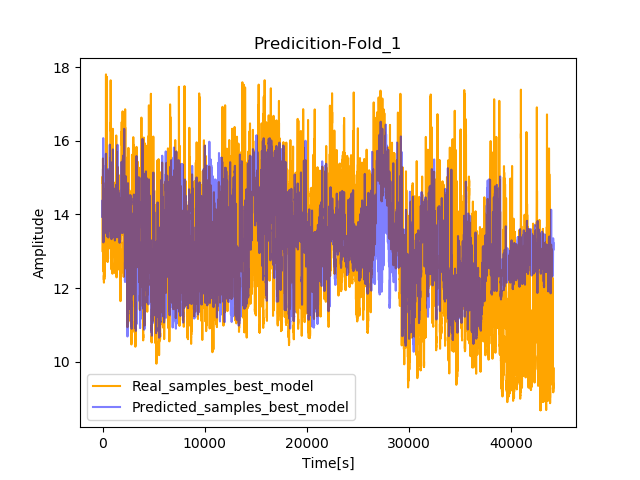 Predicition-Fold_1
18
16
14
12
10
Amplitude
Real_samples_best_model
Predicted_samples_best_model
0
10000
20000
30000
40000
Time[s]